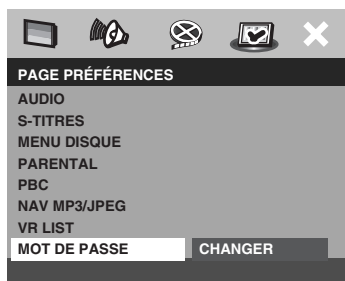 PAGE PRÉFÉRENCES
AUDIO
S-TITRES
MENU DISQUE
PARENTAL
PBC
NAV MP3/JPEG
VR LIST
MOT DE PASSE CHANGER